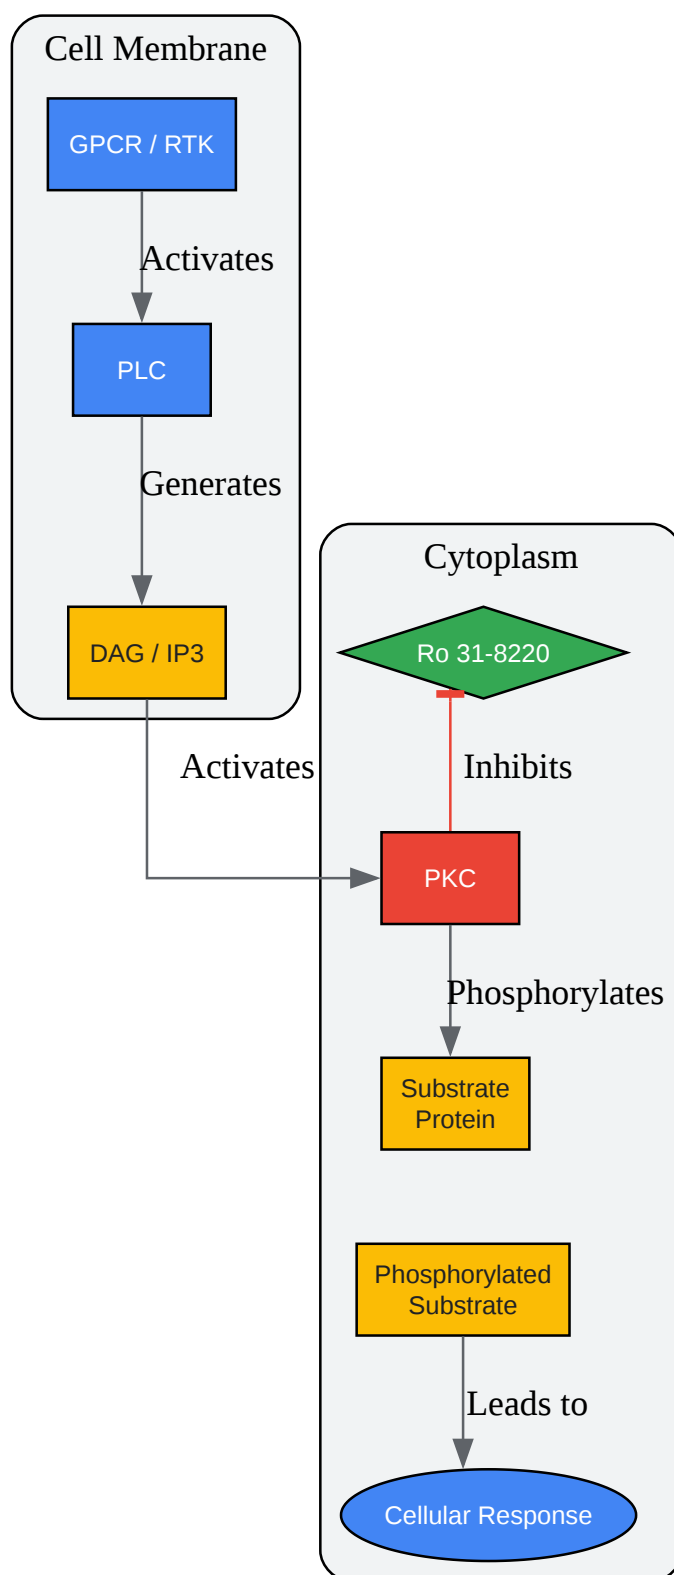 Cell Membrane
GPCR / RTK
Activates
PLC
Generates
DAG / IP3
Activates
Cytoplasm
Ro 31-8220
Inhibits
PKC
Phosphorylates
Substrate
Protein
Phosphorylated
Substrate
Leads to
Cellular Response